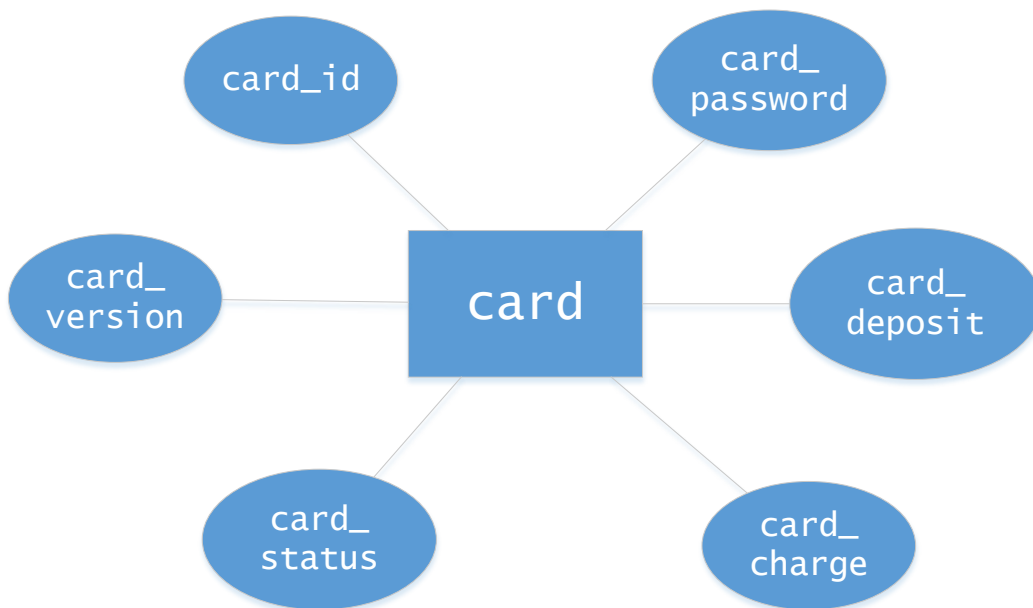 card_id
card_
password
card_
version
card
card_
deposit
card_
status
card_
charge